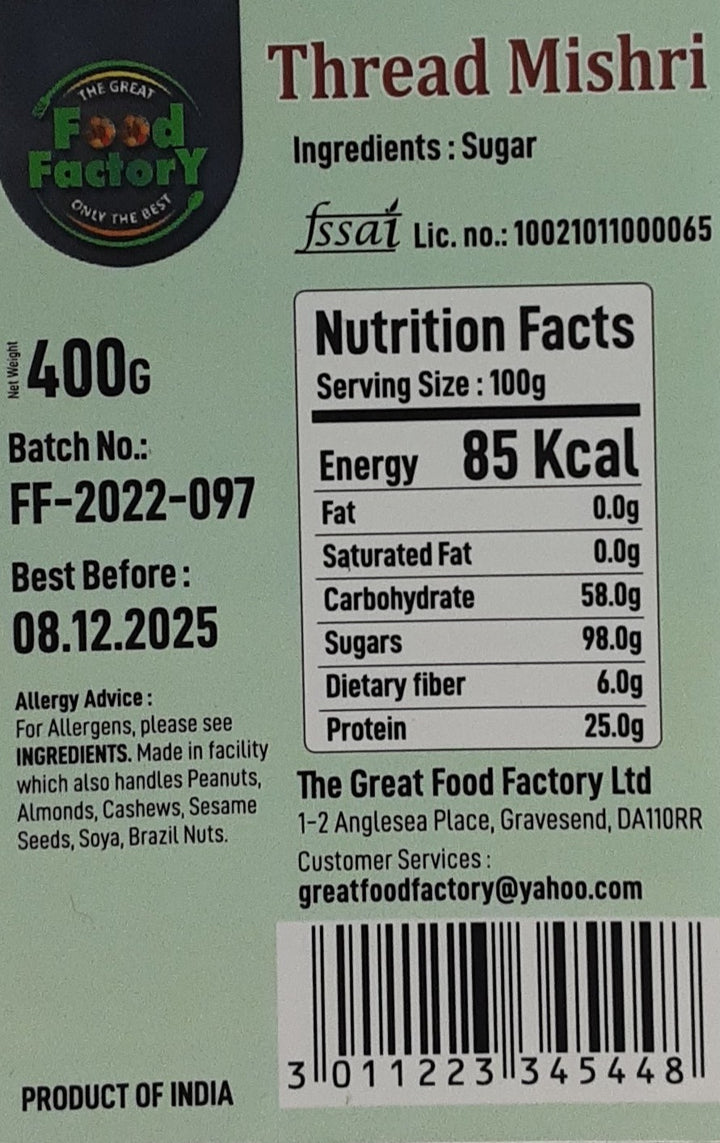 THE GREAT
Food
FactorY
ONLY THE BEST
Thread Mishri
Ingredients : Sugar
fssai Lic. no.: 10021011000065
Net Weight 400G
Batch No.:
FF-2022-097
Best Before :
08.12.2025
Allergy Advice :
For Allergens, please see
INGREDIENTS. Made in facility
which also handles Peanuts,
Almonds, Cashews, Sesame
Seeds, Soya, Brazil Nuts.
PRODUCT OF INDIA
Nutrition Facts
Serving Size : 100g
Energy 85 Kcal
Fat 0.0g
Saturated Fat 0.0g
Carbohydrate 58.0g
Sugars 98.0g
Dietary fiber 6.0g
Protein 25.0g
The Great Food Factory Ltd
1-2 Anglesea Place, Gravesend, DA110RR
Customer Services :
greatfoodfactory@yahoo.com
3 011223 345448